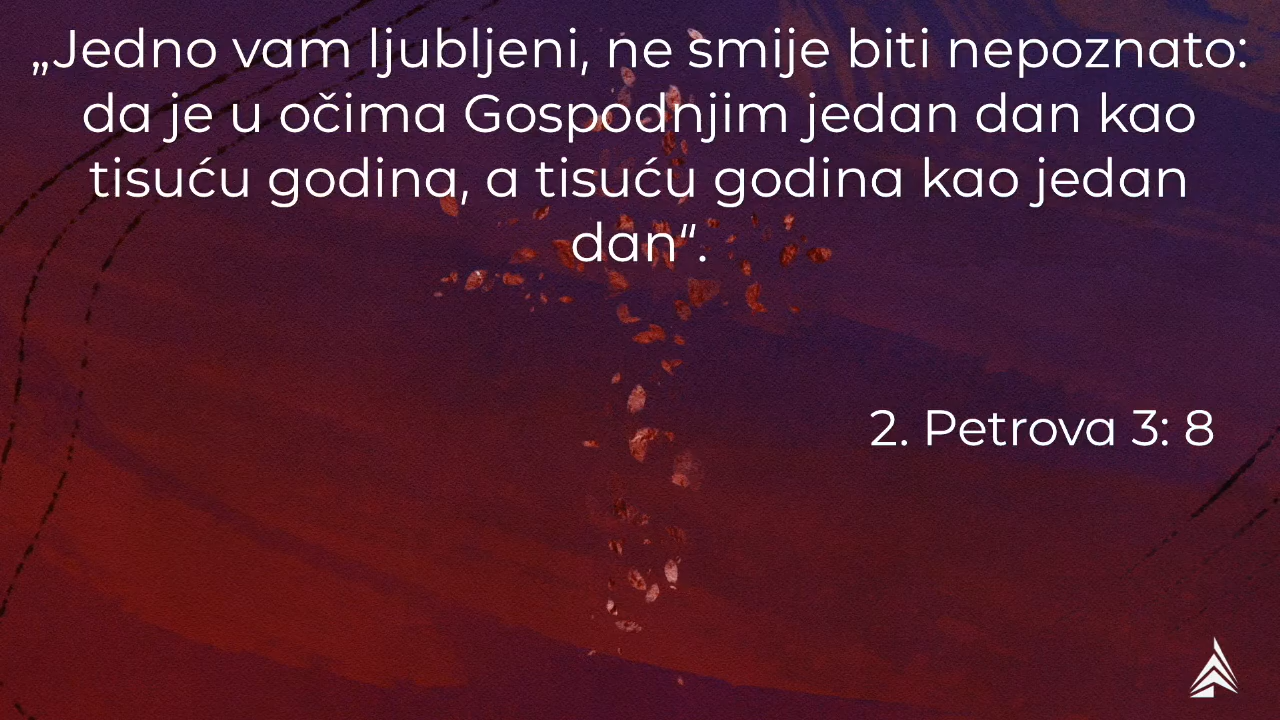 „Jedno vam ljubljeni, ne smije biti nepoznato:
da je u očima Gospodnjim jedan dan kao
tisuću godina, a tisuću godina kao jedan
dan“.
2. Petrova 3: 8